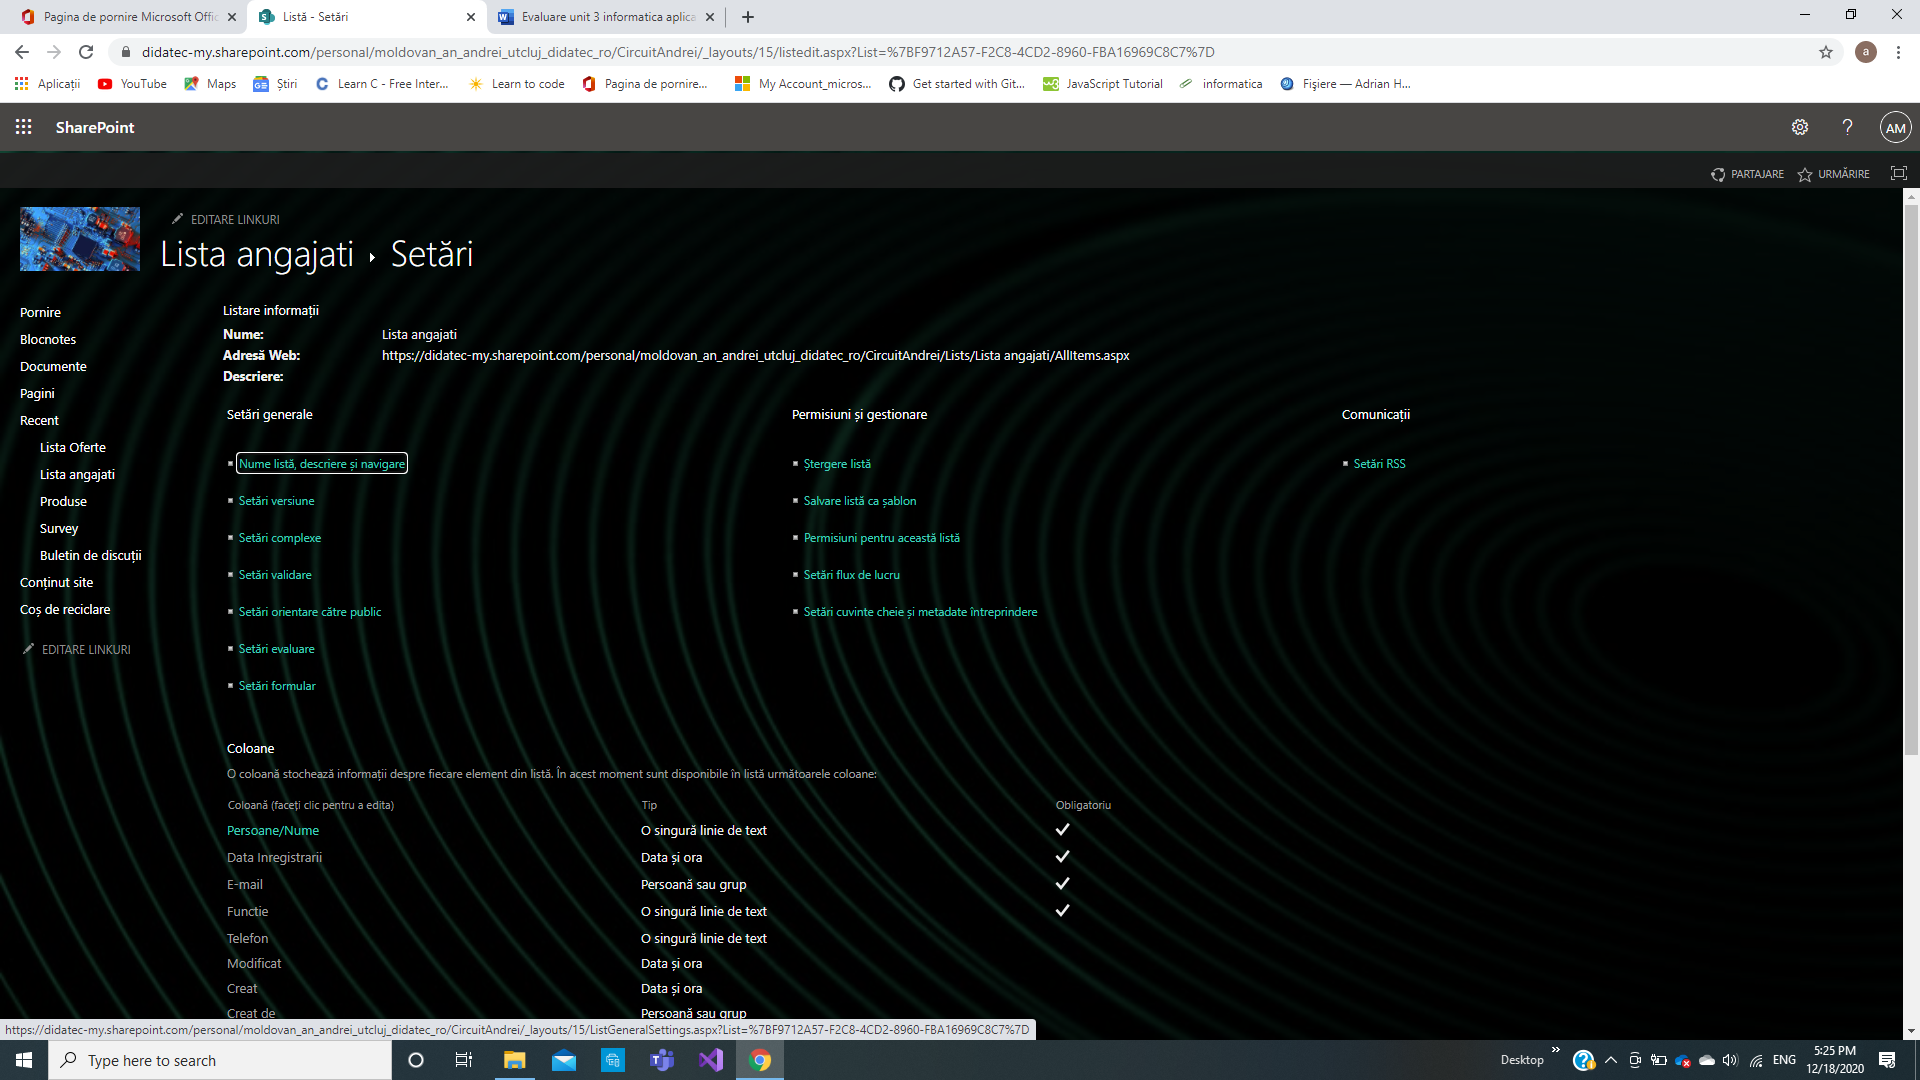 Pagina de pornire Microsoft Offic
Listă - Setări
Evaluare unit 3 informatica aplica
didatec-my.sharepoint.com/personal/moldovan_an_andrei_utcluj_didatec_ro/CircuitAndrei/_layouts/15/listedit.aspx?List=%7BF9712A57-F2C8-4CD2-8960-FBA16969C8C7%7D
a
Aplicații YouTube Maps Știri Learn C - Free Inter... Learn to code Pagina de pornire... My Account_micros... Get started with Git... JavaScript Tutorial informatica Fişiere — Adrian H...
SharePoint
? AM
PARTAJARE URMĂRIRE
EDITARE LINKURI
Lista angajati Setări
Pornire
Blocnotes
Documente
Pagini
Recent
Lista Oferte
Lista angajati
Produse
Survey
Buletin de discuții
Conținut site
Coș de reciclare
EDITARE LINKURI
Listare informații
Nume: Lista angajati
Adresă Web: https://didatec-my.sharepoint.com/personal/moldovan_an_andrei_utcluj_didatec_ro/CircuitAndrei/Lists/Lista angajati/AllItems.aspx
Descriere:
Setări generale
Nume listă, descriere și navigare
Setări versiune
Setări complexe
Setări validare
Setări orientare către public
Setări evaluare
Setări formular
Permisiuni și gestionare
Ștergere listă
Salvare listă ca șablon
Permisiuni pentru această listă
Setări flux de lucru
Setări cuvinte cheie și metadate întreprindere
Comunicații
Setări RSS
Coloane
O coloană stochează informații despre fiecare element din listă. În acest moment sunt disponibile în listă următoarele coloane:
Coloană (faceți clic pentru a edita) Tip Obligatoriu
Persoane/Nume O singură linie de text
Data Inregistrarii Data și ora
E-mail Persoană sau grup
Functie O singură linie de text
Telefon O singură linie de text
Modificat Data și ora
Creat Data și ora
Creat de Persoană sau grup
https://didatec-my.sharepoint.com/personal/moldovan_an_andrei_utcluj_didatec_ro/CircuitAndrei/_layouts/15/ListGeneralSettings.aspx?List=%7BF9712A57-F2C8-4CD2-8960-FBA16969C8C7%7D
Type here to search
Desktop
ENG
5:25 PM
12/18/2020